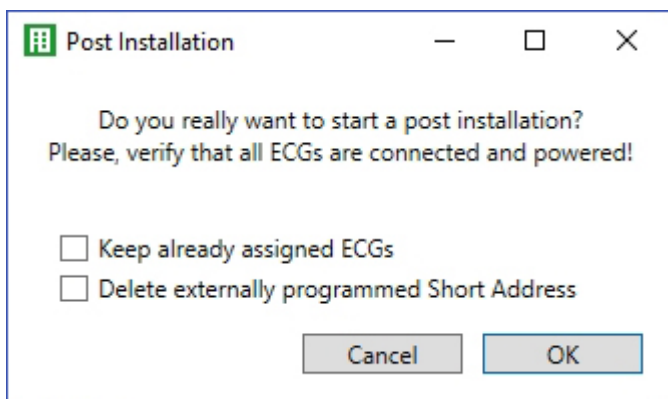 Post Installation
Do you really want to start a post installation?
Please, verify that all ECGs are connected and powered!
Keep already assigned ECGs
Delete externally programmed Short Address
Cancel OK